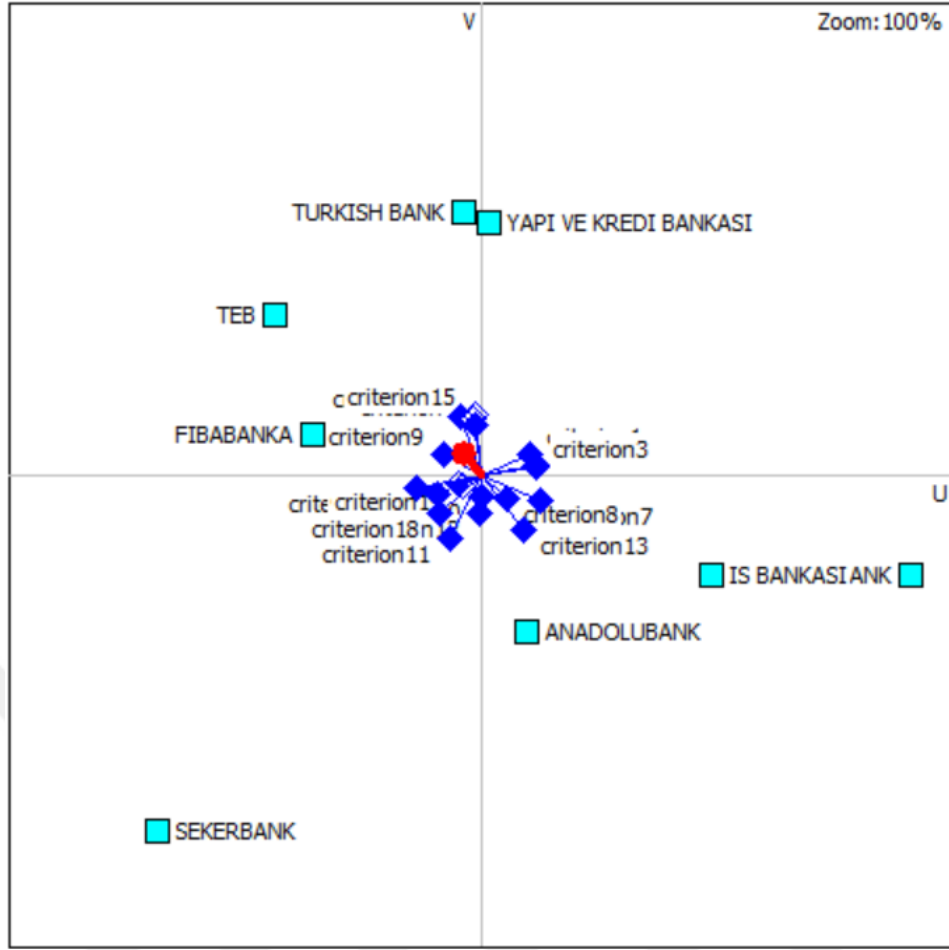 V
Zoom: 100%
TURKISH BANK
YAPI VE KREDI BANKASI
TEB
criterion15
FIBABANKA
criterion9
criterion3
U
criterion8
criterion18
criterion13
criterion11
IS BANKASI
ANADOLUBANK
SEKERBANK